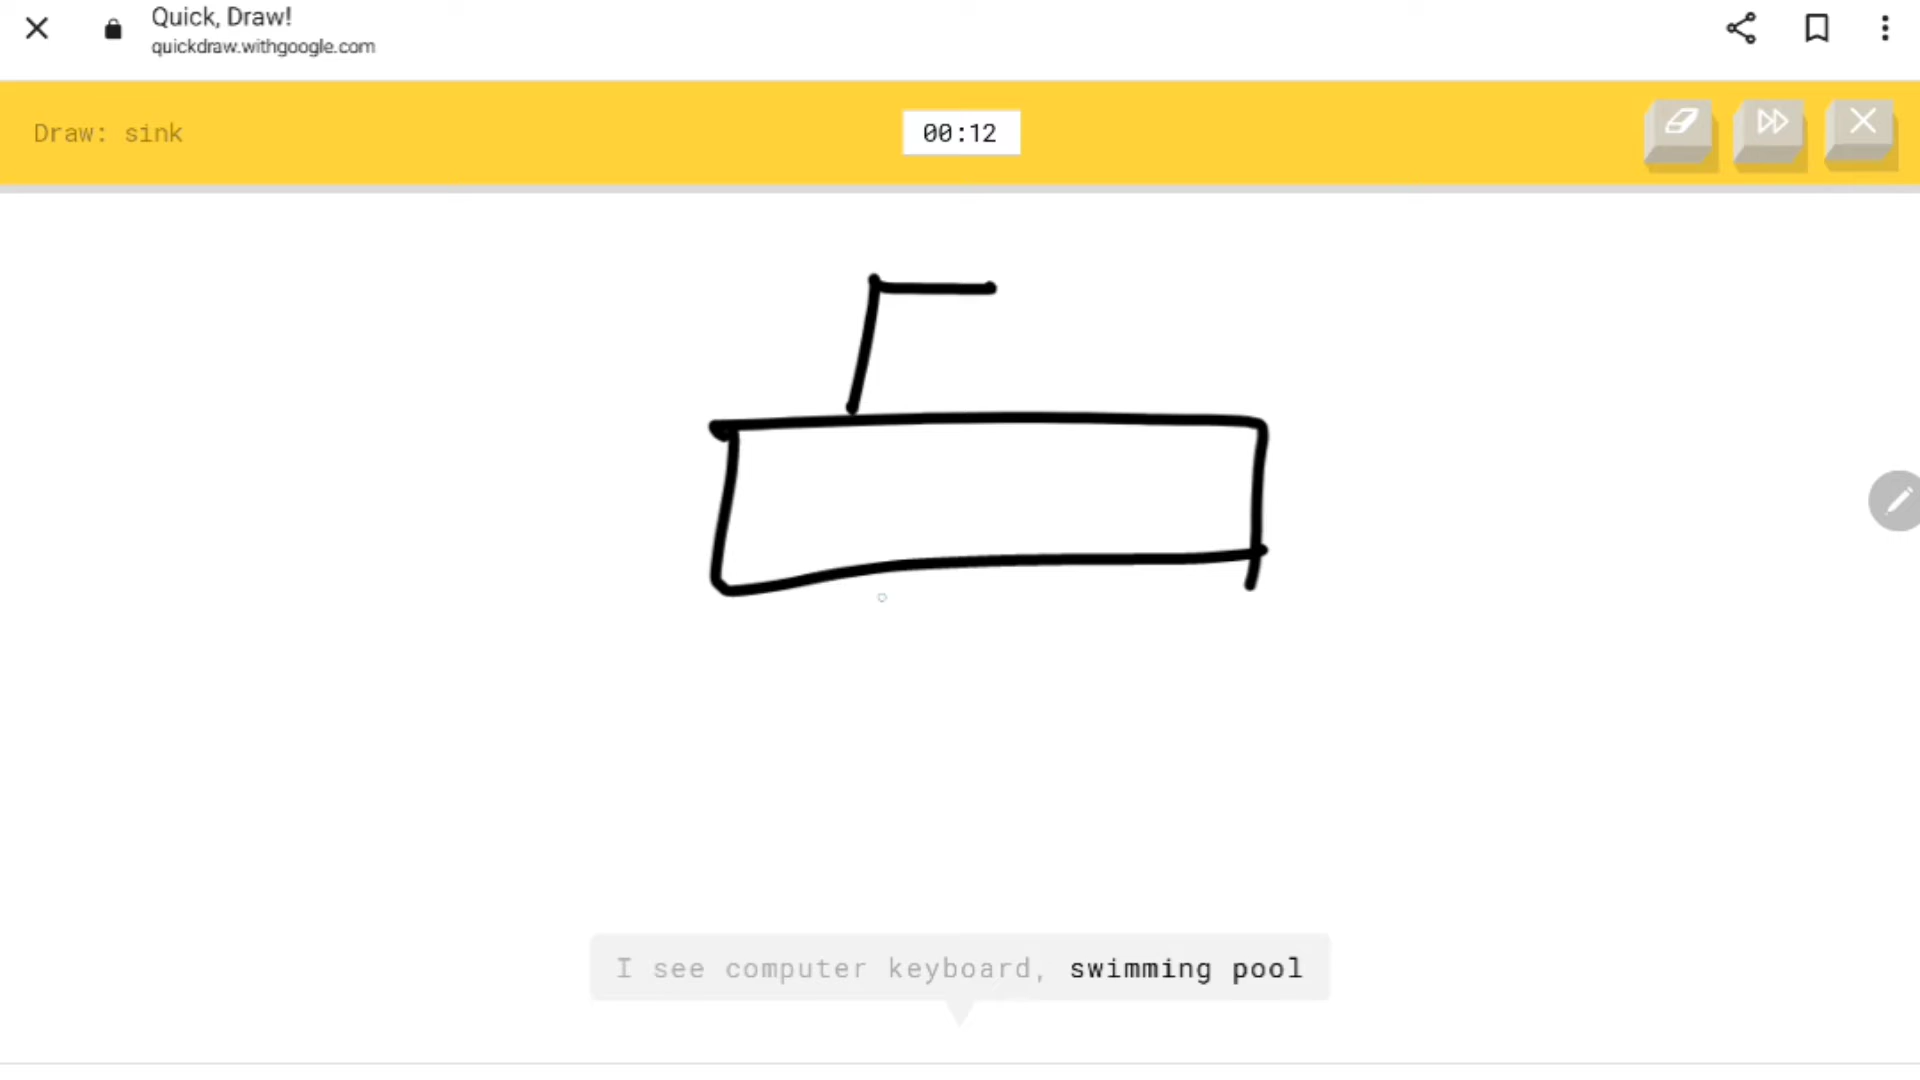 Quick, Draw!
quickdraw.withgoogle.com
Draw: sink
00:12
I see computer keyboard, swimming pool